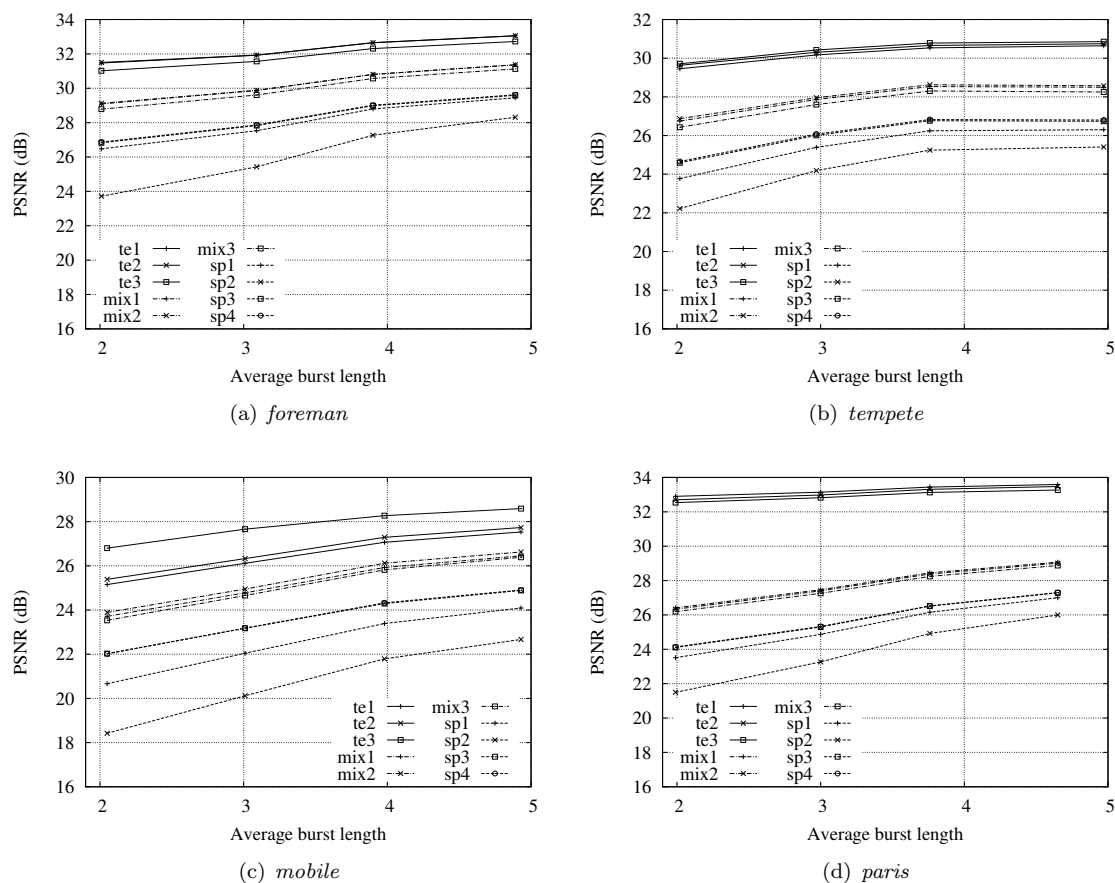 34
32
30
28
26
24
22
20
18
16
PSNR (dB)
te1 mix3
te2 sp1
te3 sp2
mix1 sp3
mix2 sp4
2 3 4 5
Average burst length
(a) foreman
34
32
30
28
26
24
22
20
18
16
PSNR (dB)
te1 mix3
te2 sp1
te3 sp2
mix1 sp3
mix2 sp4
2 3 4 5
Average burst length
(b) tempete
30
28
26
24
22
20
18
16
PSNR (dB)
te1 mix3
te2 sp1
te3 sp2
mix1 sp3
mix2 sp4
2 3 4 5
Average burst length
(c) mobile
34
32
30
28
26
24
22
20
18
16
PSNR (dB)
te1 mix3
te2 sp1
te3 sp2
mix1 sp3
mix2 sp4
2 3 4 5
Average burst length
(d) paris